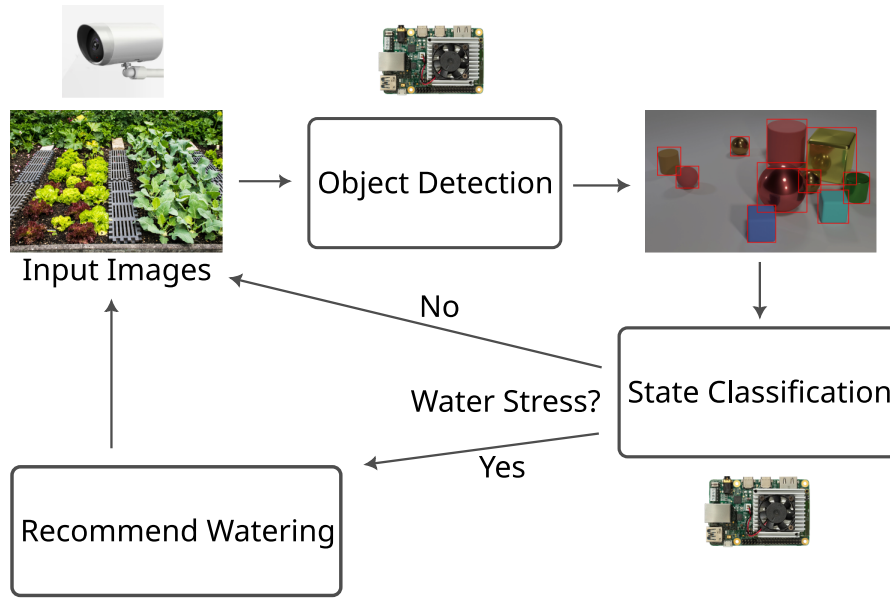 Object Detection
Input Images
No
State Classification
Water Stress?
Yes
Recommend Watering